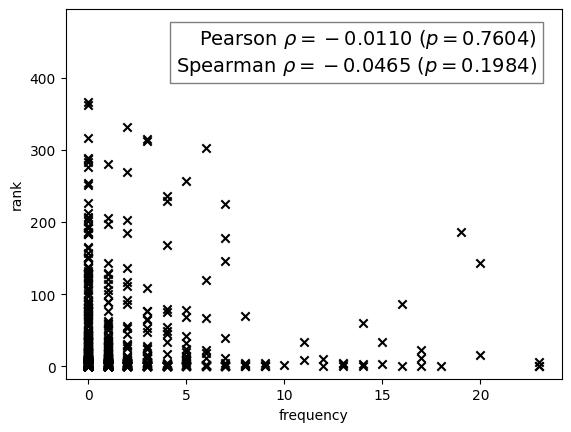 Pearson ρ = −0.0110 (p = 0.7604)
Spearman ρ = −0.0465 (p = 0.1984)
400
300
200
100
0
rank
0 5 10 15 20
frequency